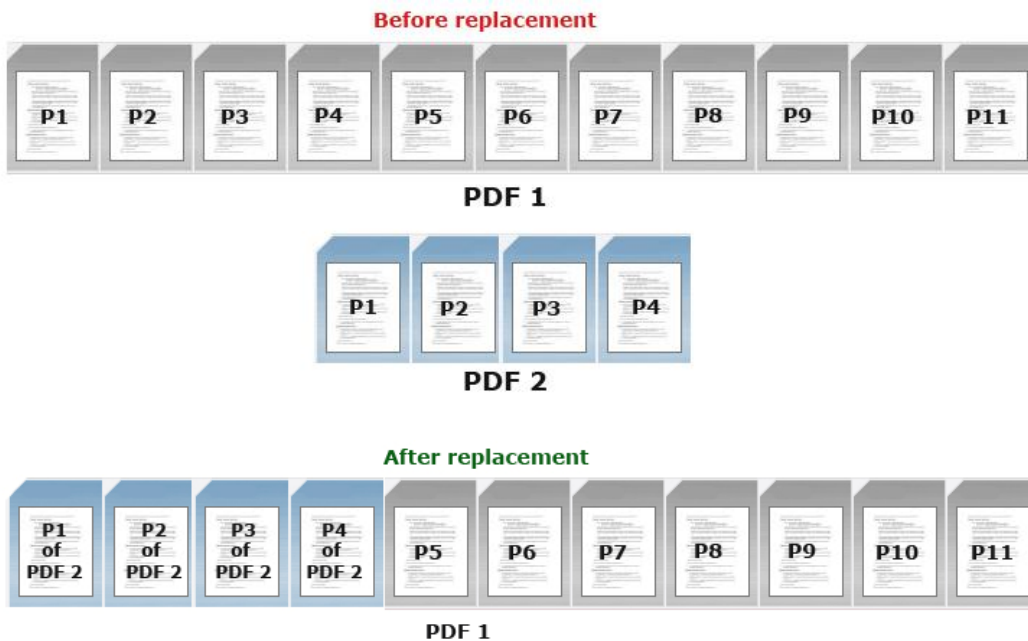 Before replacement
P1 P2 P3 P4 P5 P6 P7 P8 P9 P10 P11
PDF 1
P1 P2 P3 P4
PDF 2
After replacement
P1 of PDF 2 P2 of PDF 2 P3 of PDF 2 P4 of PDF 2 P5 P6 P7 P8 P9 P10 P11
PDF 1